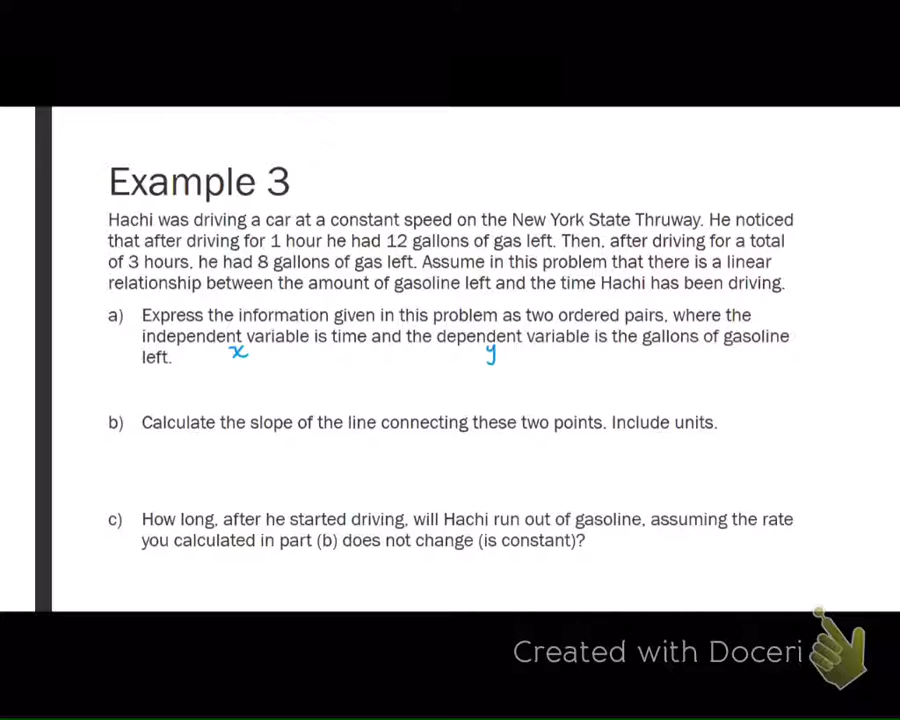 Example 3
Hachi was driving a car at a constant speed on the New York State Thruway. He noticed
that after driving for 1 hour he had 12 gallons of gas left. Then, after driving for a total
of 3 hours, he had 8 gallons of gas left. Assume in this problem that there is a linear
relationship between the amount of gasoline left and the time Hachi has been driving.
a) Express the information given in this problem as two ordered pairs, where the
independent variable is time and the dependent variable is the gallons of gasoline
left. x y
b) Calculate the slope of the line connecting these two points. Include units.
c) How long, after he started driving, will Hachi run out of gasoline, assuming the rate
you calculated in part (b) does not change (is constant)?
Created with Doceri